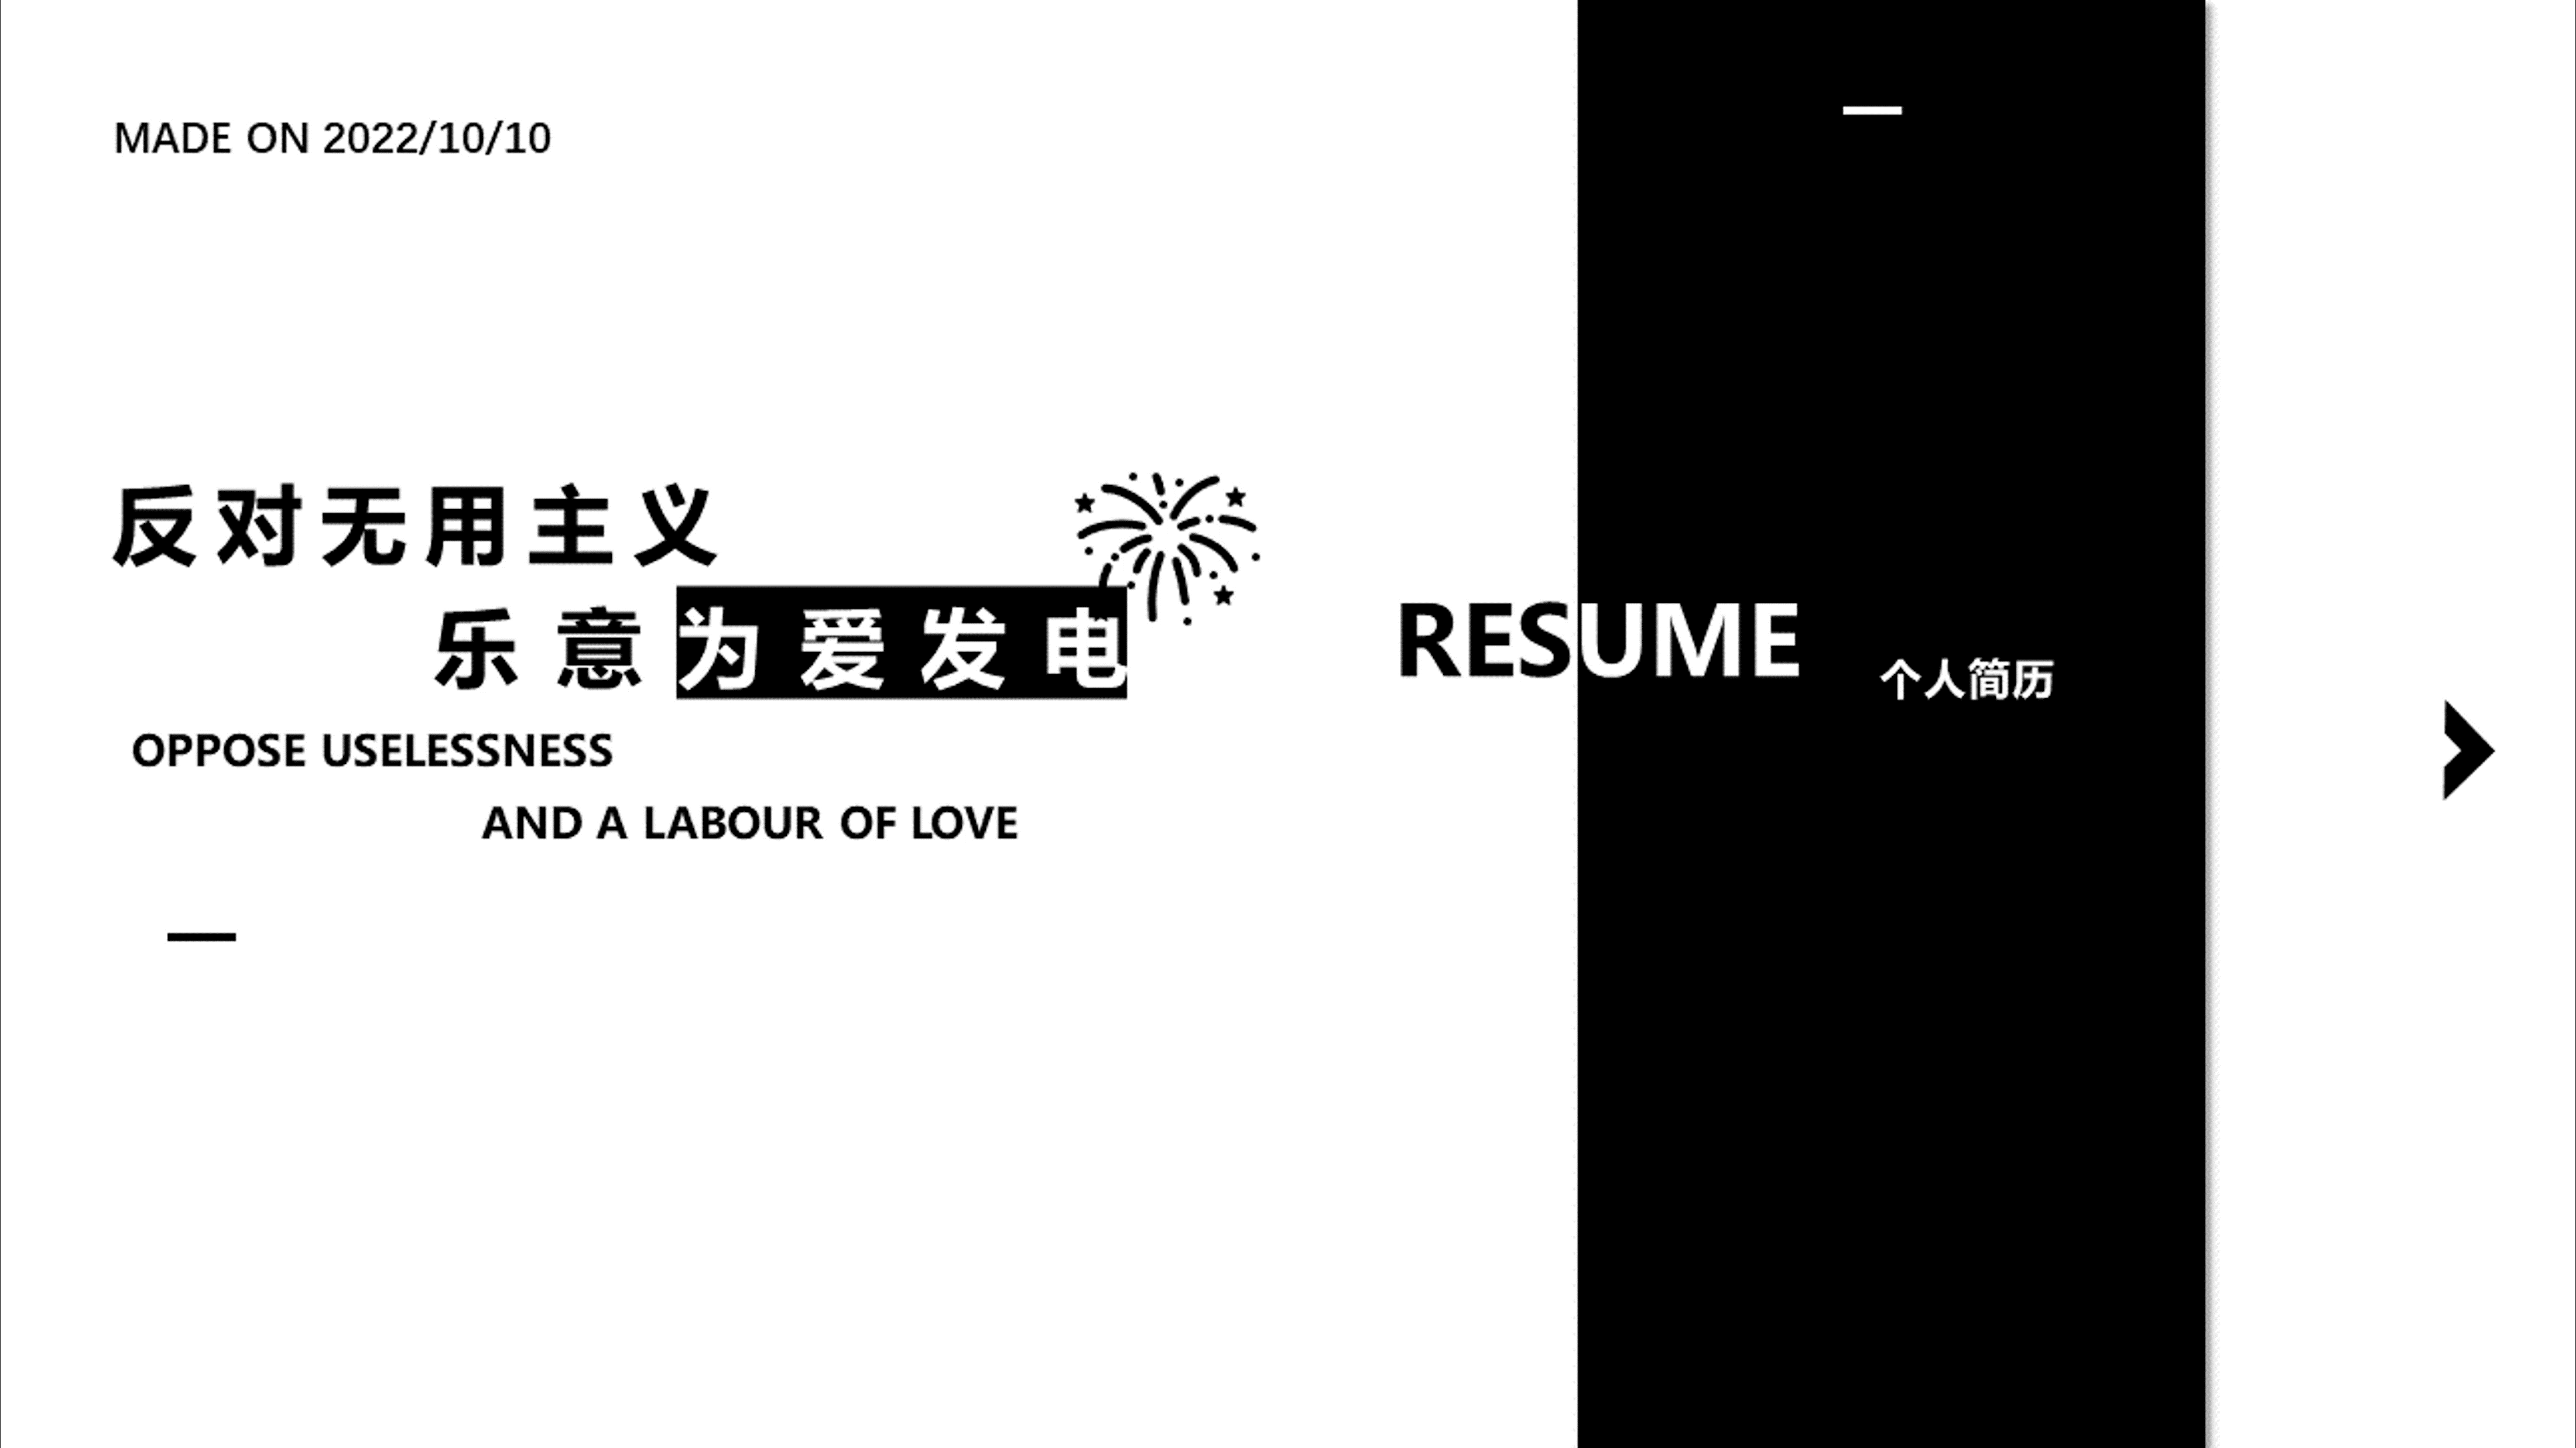 MADE ON 2022/10/10
反对无用主义
乐意为爱发电
OPPOSE USELESSNESS
AND A LABOUR OF LOVE
RESUME
个人简历